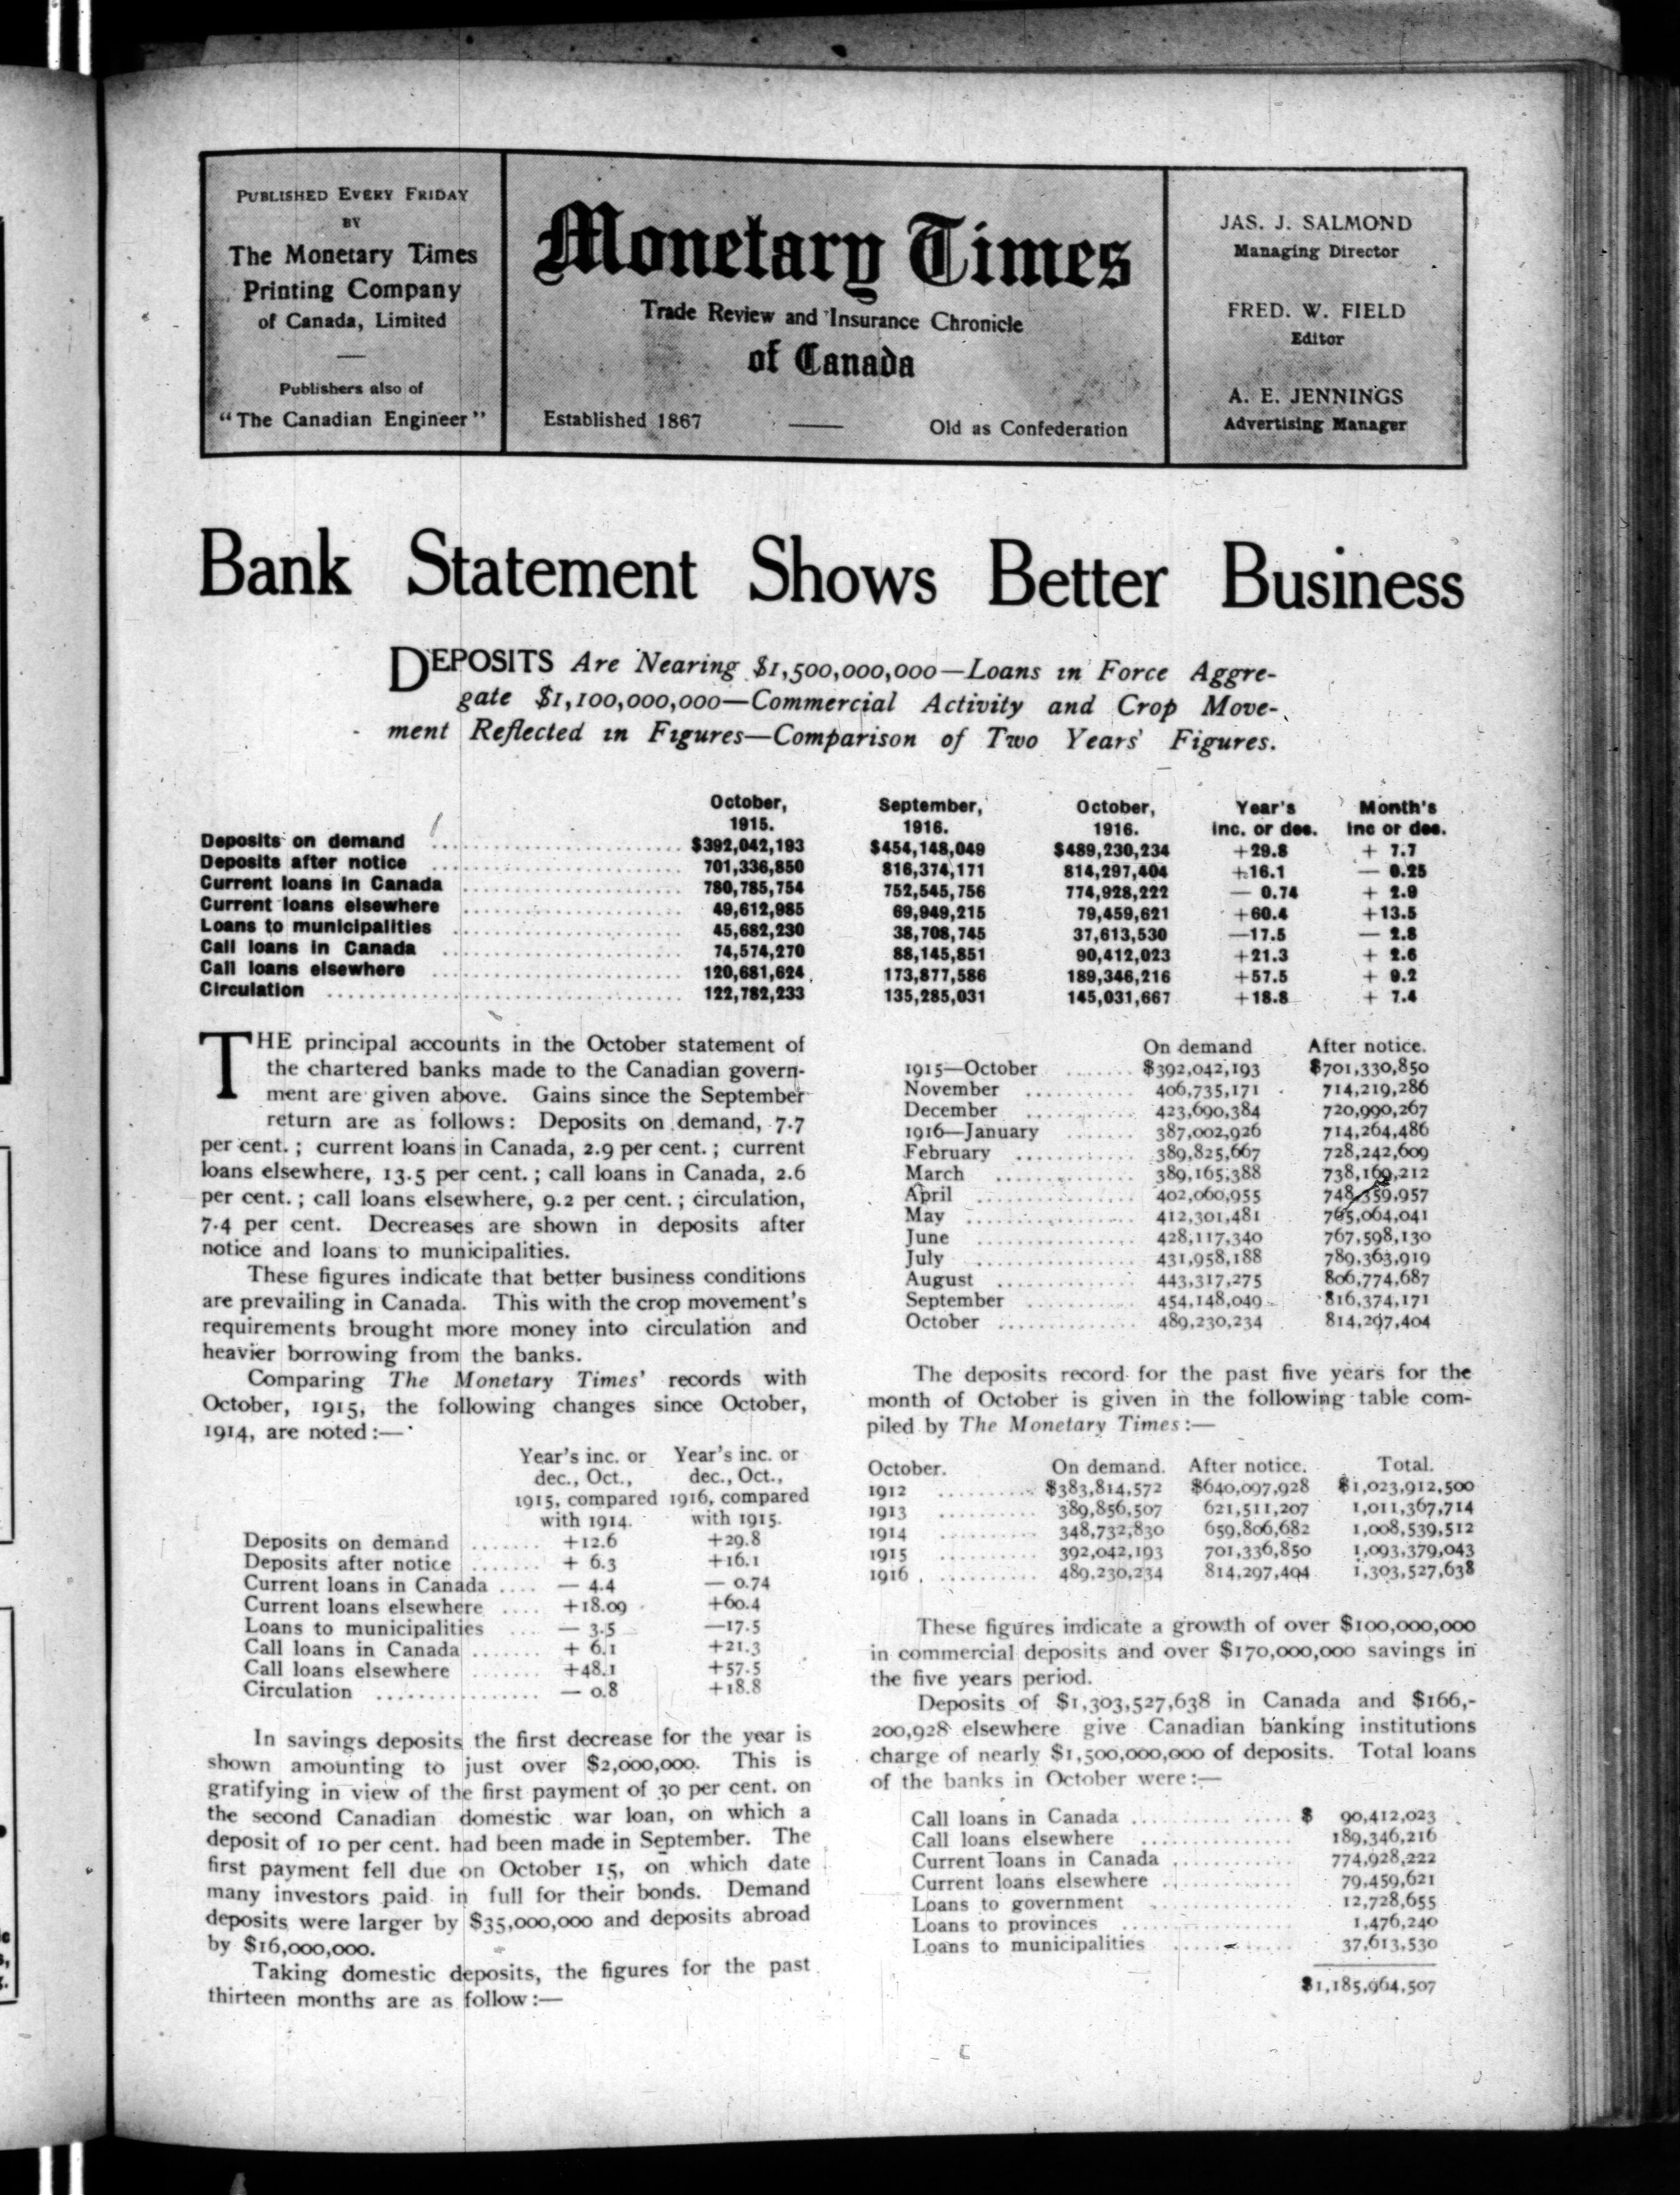 PUBLISHED EVERY FRIDAY
BY
The Monetary Times
Printing Company
of Canada, Limited
Publishers also of
"The Canadian Engineer"
Monetary Times
Trade Review and Insurance Chronicle
of Canada
Established 1867
Old as Confederation
JAS. J. SALMOND
Managing Director
FRED. W. FIELD
Editor
A. E. JENNINGS
Advertising Manager
Bank Statement Shows Better Business
DEPOSITS Are Nearing $1,500,000,000—Loans in Force Aggre-
gate $1,100,000,000—Commercial Activity and Crop Move-
ment Reflected in Figures—Comparison of Two Years' Figures.
October, September, October, Year's Month's
1915. 1916. 1916. inc. or des. inc or des.
Deposits on demand $392,042,193 $454,148,049 $489,230,234 +29.8 + 7.7
Deposits after notice 701,336,850 816,374,171 814,297,404 +16.1 — 0.25
Current loans in Canada 780,785,754 752,545,756 774,928,222 — 0.74 + 2.9
Current loans elsewhere 49,612,985 69,949,215 79,459,621 +60.4 +13.5
Loans to municipalities 45,682,230 38,708,745 37,613,530 —17.5 — 2.8
Call loans in Canada 74,574,270 88,145,851 90,412,023 +21.3 + 2.6
Call loans elsewhere 120,681,624 173,877,586 189,346,216 +57.5 + 9.2
Circulation 122,782,233 135,285,031 145,031,667 +18.8 + 7.4
THE principal accounts in the October statement of
the chartered banks made to the Canadian govern-
ment are given above. Gains since the September
return are as follows: Deposits on demand, 7.7
per cent.; current loans in Canada, 2.9 per cent.; current
loans elsewhere, 13.5 per cent.; call loans in Canada, 2.6
per cent.; call loans elsewhere, 9.2 per cent.; circulation,
7.4 per cent. Decreases are shown in deposits after
notice and loans to municipalities.
These figures indicate that better business conditions
are prevailing in Canada. This with the crop movement's
requirements brought more money into circulation and
heavier borrowing from the banks.
Comparing The Monetary Times' records with
October, 1915, the following changes since October,
1914, are noted:—
Year's inc. or Year's inc. or
dec., Oct., dec., Oct.,
1915, compared 1916, compared
with 1914. with 1915.
Deposits on demand +12.6 +29.8
Deposits after notice + 6.3 +16.1
Current loans in Canada — 4.4 — 0.74
Current loans elsewhere +18.09 +60.4
Loans to municipalities — 3.5 —17.5
Call loans in Canada + 6.1 +21.3
Call loans elsewhere +48.1 +57.5
Circulation — 0.8 +18.8
In savings deposits the first decrease for the year is
shown amounting to just over $2,000,000. This is
gratifying in view of the first payment of 30 per cent. on
the second Canadian domestic war loan, on which a
deposit of 10 per cent. had been made in September. The
first payment fell due on October 15, on which date
many investors paid in full for their bonds. Demand
deposits were larger by $35,000,000 and deposits abroad
by $16,000,000.
Taking domestic deposits, the figures for the past
thirteen months are as follow:—
On demand After notice.
1915—October $392,042,193 $701,330,850
November 406,735,171 714,219,286
December 423,690,384 720,990,267
1916—January 387,002,926 714,264,486
February 389,825,667 728,242,609
March 389,165,388 738,169,212
April 402,060,955 748,359,957
May 412,301,481 765,064,041
June 428,117,340 767,598,130
July 431,958,188 789,363,919
August 443,317,275 806,774,687
September 454,148,049 816,374,171
October 489,230,234 814,297,404
The deposits record for the past five years for the
month of October is given in the following table com-
piled by The Monetary Times:—
October. On demand. After notice. Total.
1912 $383,814,572 $640,097,928 $1,023,912,500
1913 389,856,507 621,511,207 1,011,367,714
1914 348,732,830 659,806,682 1,008,539,512
1915 392,042,193 701,336,850 1,093,379,043
1916 489,230,234 814,297,404 1,303,527,638
These figures indicate a growth of over $100,000,000
in commercial deposits and over $170,000,000 savings in
the five years period.
Deposits of $1,303,527,638 in Canada and $166,-
200,928 elsewhere give Canadian banking institutions
charge of nearly $1,500,000,000 of deposits. Total loans
of the banks in October were:—
Call loans in Canada $ 90,412,023
Call loans elsewhere 189,346,216
Current loans in Canada 774,928,222
Current loans elsewhere 79,459,621
Loans to government 12,728,655
Loans to provinces 1,476,240
Loans to municipalities 37,613,530
$1,185,964,507